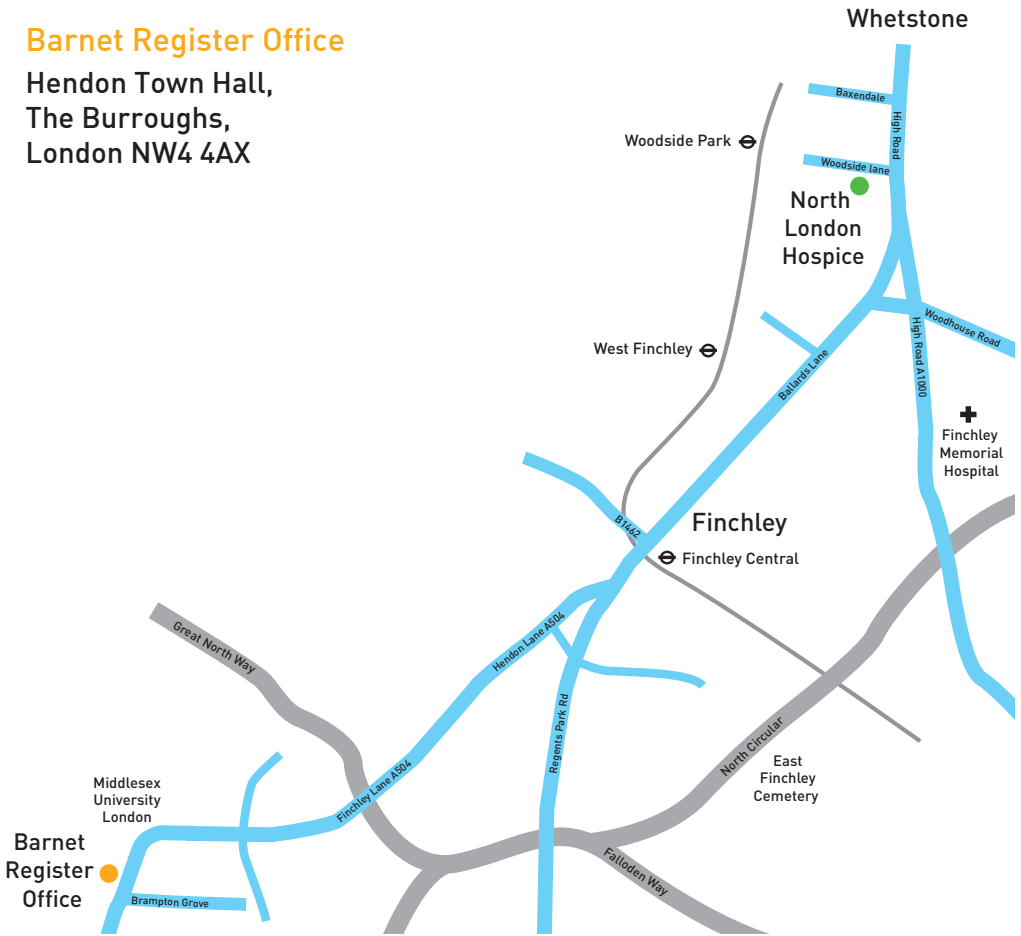 Barnet Register Office
Hendon Town Hall,
The Burroughs,
London NW4 4AX
Whetstone
Baxendale
High Road
Woodside Park
Woodside lane
North
London
Hospice
Woodhouse Road
High Road A1000
West Finchley
Ballards Lane
Finchley
Memorial
Hospital
B1462
Finchley
Finchley Central
Great North Way
Hendon Lane A504
Regents Park Rd
North Circular
East
Finchley
Cemetery
Middlesex
University
London
Finchley Lane A504
Barnet
Register
Office
Falloden Way
Brampton Grove